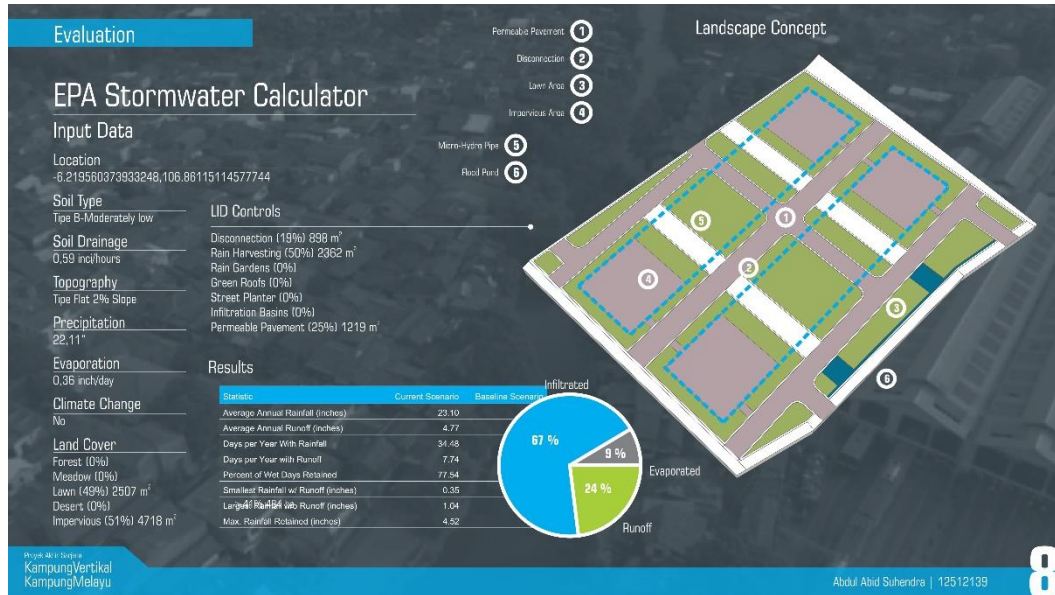 Evaluation
EPA Stormwater Calculator
Input Data
Location
-6.219560373933248,106.86115114577744
Soil Type
Tipe B-Moderately low
Soil Drainage
0,59 inci/hours
Topography
Tipe Flat 2% Slope
Precipitation
22,11"
Evaporation
0,36 inch/day
Climate Change
No
Land Cover
Forest (0%)
Meadow (0%)
Lawn (49%) 2507 m²
Desert (0%)
Impervious (51%) 4718 m²
LID Controls
Disconnection (19%) 898 m²
Rain Harvesting (50%) 2362 m²
Rain Gardens (0%)
Green Roofs (0%)
Street Planter (0%)
Infiltration Basins (0%)
Permeable Pavement (25%) 1219 m²
Results
Statistic Current Scenario Baseline Scenario
Average Annual Rainfall (inches) 23.10
Average Annual Runoff (inches) 4.77
Days per Year With Rainfall 34.48
Days per Year with Runoff 7.74
Percent of Wet Days Retained 77.54
Smallest Rainfall w/ Runoff (inches) 0.35
Largest Rainfall w/o Runoff (inches) 1.04
Max. Rainfall Retained (inches) 4.52
Infiltrated
67 %
9 %
Evaporated
24 %
Runoff
Permeable Pavement 1
Disconnection 2
Lawn Area 3
Impervious Area 4
Micro-Hydro Pipe 5
Flood Pond 6
Landscape Concept
1
5
2
4
3
6
Proyek Akhir Sarjana
KampungVertikal
KampungMelayu
Abdul Abid Suhendra | 12512139
8